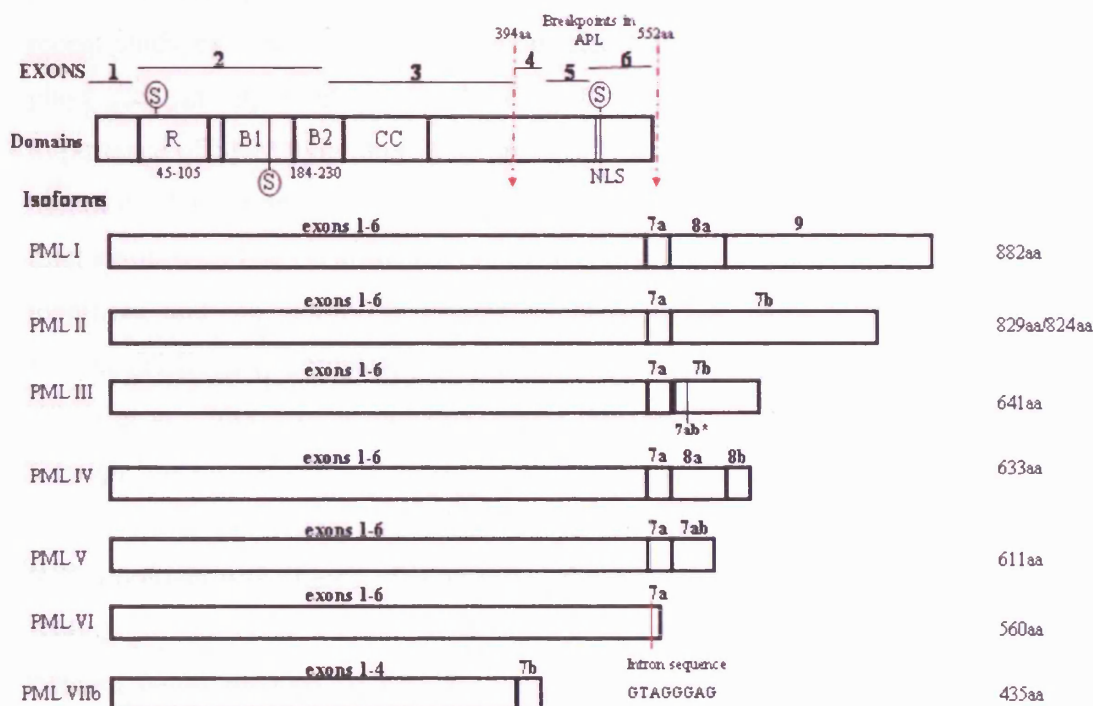 Breakpoints in
394aa APL 552aa
EXONS 1 2 3 4 5 6
S S
Domains R B1 B2 CC
45-105 S 184-230 NLS
Isoforms
exons 1-6 7a 8a 9
PML I 882aa
exons 1-6 7a 7b
PML II 829aa/824aa
exons 1-6 7a 7b
PML III 641aa
7ab*
exons 1-6 7a 8a 8b
PML IV 633aa
exons 1-6 7a 7ab
PML V 611aa
exons 1-6 7a
PML VI 560aa
Intron sequence
exons 1-4 7b
PML VIIb GTAGGGAG 435aa